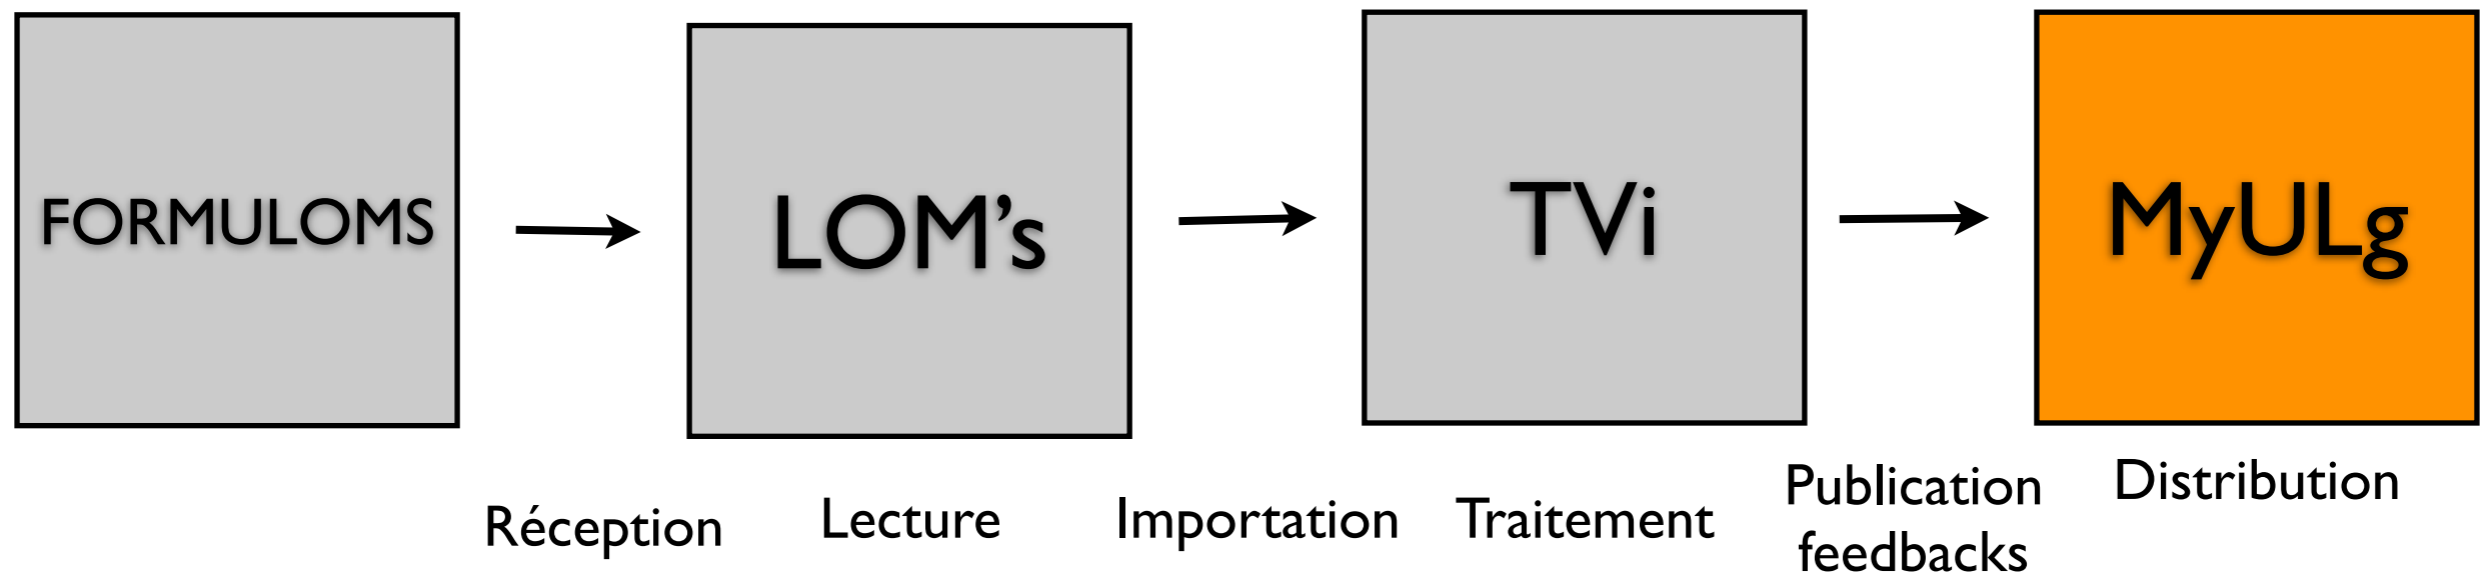 FORMULOMS
LOM’s
TVi
MyULg
Réception
Lecture
Importation
Traitement
Publication
feedbacks
Distribution